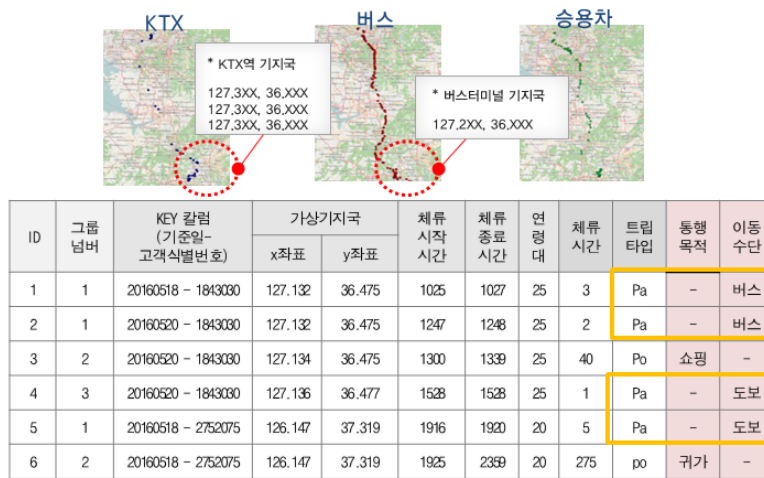 KTX
버스
승용차
* KTX역 기지국
127,3XX, 36,XXX
127,3XX, 36,XXX
127,3XX, 36,XXX
* 버스터미널 기지국
127,2XX, 36,XXX
ID 그룹 넘버 KEY 칼럼 (기준일- 고객식별번호) 가상기지국 체류 시작 시간 체류 종료 시간 연 령 대 체류 시간 트립 타입 통행 목적 이동 수단
x좌표 y좌표
1 1 20160518 - 1843030 127.132 36.475 1025 1027 25 3 Pa - 버스
2 1 20160520 - 1843030 127.132 36.475 1247 1248 25 2 Pa - 버스
3 2 20160520 - 1843030 127.134 36.475 1300 1339 25 40 Po 쇼핑 -
4 3 20160520 - 1843030 127.136 36.477 1528 1528 25 1 Pa - 도보
5 1 20160518 - 2752075 126.147 37.319 1916 1920 20 5 Pa - 도보
6 2 20160518 - 2752075 126.147 37.319 1925 2359 20 275 po 귀가 -